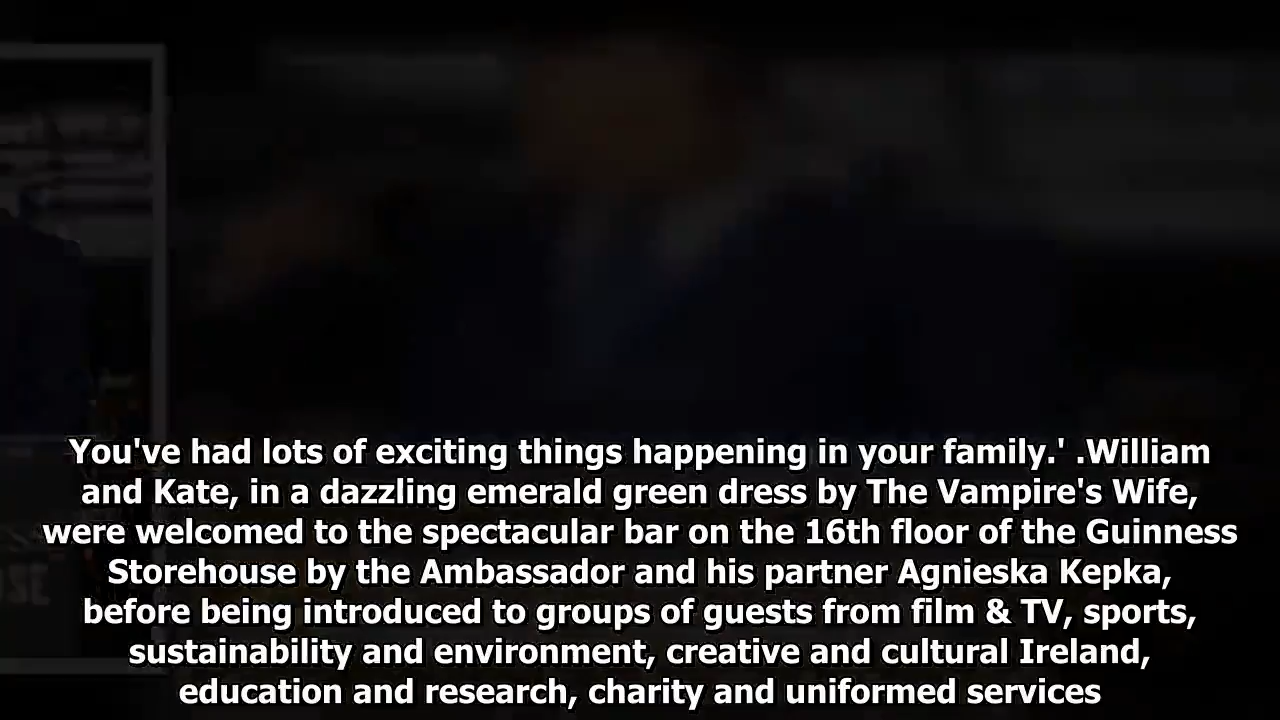 You've had lots of exciting things happening in your family.' .William
and Kate, in a dazzling emerald green dress by The Vampire's Wife,
were welcomed to the spectacular bar on the 16th floor of the Guinness
Storehouse by the Ambassador and his partner Agnieska Kepka,
before being introduced to groups of guests from film & TV, sports,
sustainability and environment, creative and cultural Ireland,
education and research, charity and uniformed services